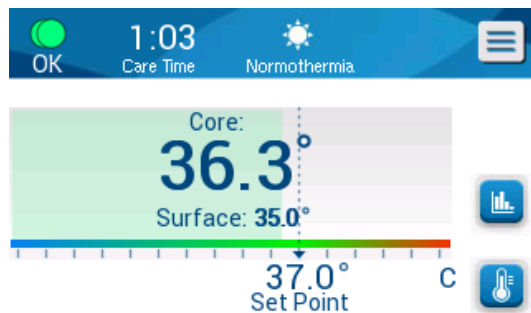 OK
1:03
Care Time
Normothermia
Core:
36.3°
Surface: 35.0°
37.0° C
Set Point